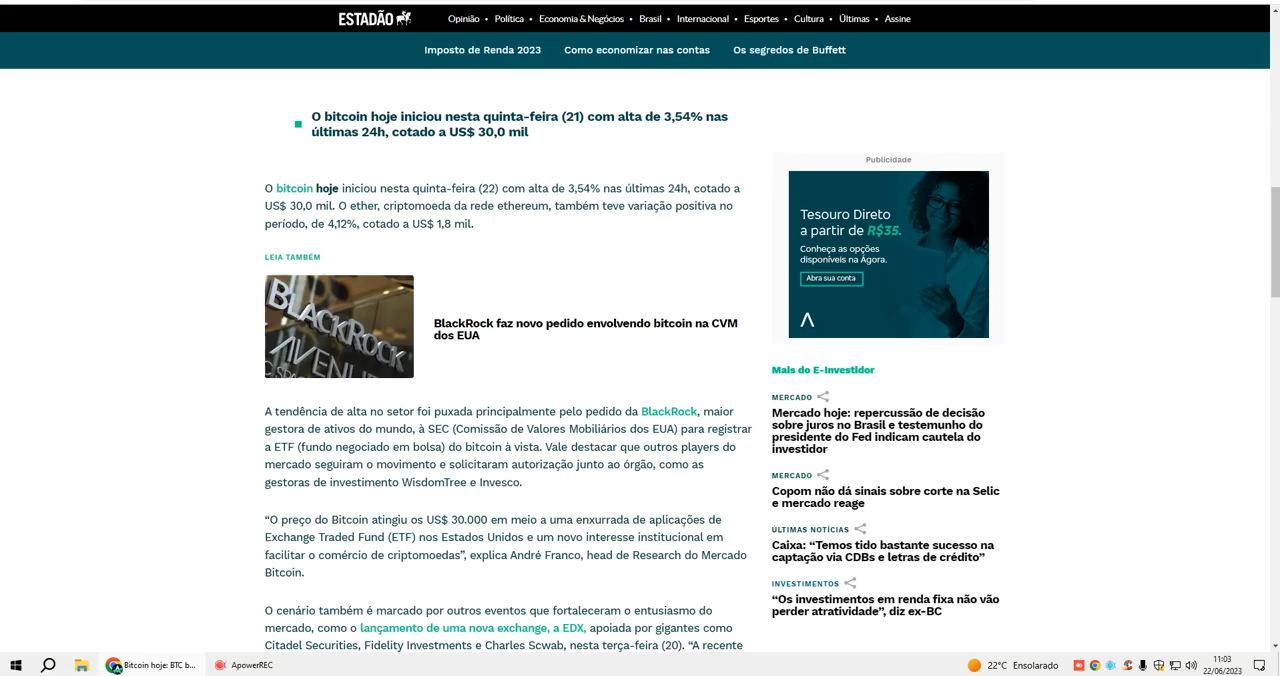 ESTADÃO
Opinião • Política • Economia & Negócios • Brasil • Internacional • Esportes • Cultura • Últimas • Assine
Imposto de Renda 2023 Como economizar nas contas Os segredos de Buffett
O bitcoin hoje iniciou nesta quinta-feira (21) com alta de 3,54% nas
últimas 24h, cotado a US$ 30,0 mil
O bitcoin hoje iniciou nesta quinta-feira (22) com alta de 3,54% nas últimas 24h, cotado a
US$ 30,0 mil. O ether, criptomoeda da rede ethereum, também teve variação positiva no
período, de 4,12%, cotado a US$ 1,8 mil.
LEIA TAMBÉM
BLACKROCK
BlackRock faz novo pedido envolvendo bitcoin na CVM
dos EUA
A tendência de alta no setor foi puxada principalmente pelo pedido da BlackRock, maior
gestora de ativos do mundo, à SEC (Comissão de Valores Mobiliários dos EUA) para registrar
a ETF (fundo negociado em bolsa) do bitcoin à vista. Vale destacar que outros players do
mercado seguiram o movimento e solicitaram autorização junto ao órgão, como as
gestoras de investimento WisdomTree e Invesco.
“O preço do Bitcoin atingiu os US$ 30.000 em meio a uma enxurrada de aplicações de
Exchange Traded Fund (ETF) nos Estados Unidos e um novo interesse institucional em
facilitar o comércio de criptomoedas”, explica André Franco, head de Research do Mercado
Bitcoin.
O cenário também é marcado por outros eventos que fortaleceram o entusiasmo do
mercado, como o lançamento de uma nova exchange, a EDX, apoiada por gigantes como
Citadel Securities, Fidelity Investments e Charles Scwab, nesta terça-feira (20). “A recente
Publicidade
Tesouro Direto
a partir de R$35.
Conheça as opções
disponíveis na Ágora.
Abra sua conta
Mais do E-Investidor
MERCADO
Mercado hoje: repercussão de decisão
sobre juros no Brasil e testemunho do
presidente do Fed indicam cautela do
investidor
MERCADO
Copom não dá sinais sobre corte na Selic
e mercado reage
ÚLTIMAS NOTÍCIAS
Caixa: “Temos tido bastante sucesso na
captação via CDBs e letras de crédito”
INVESTIMENTOS
“Os investimentos em renda fixa não vão
perder atratividade”, diz ex-BC
Bitcoin hoje: BTC b... ApowerREC 22°C Ensolarado 11:03
22/06/2023